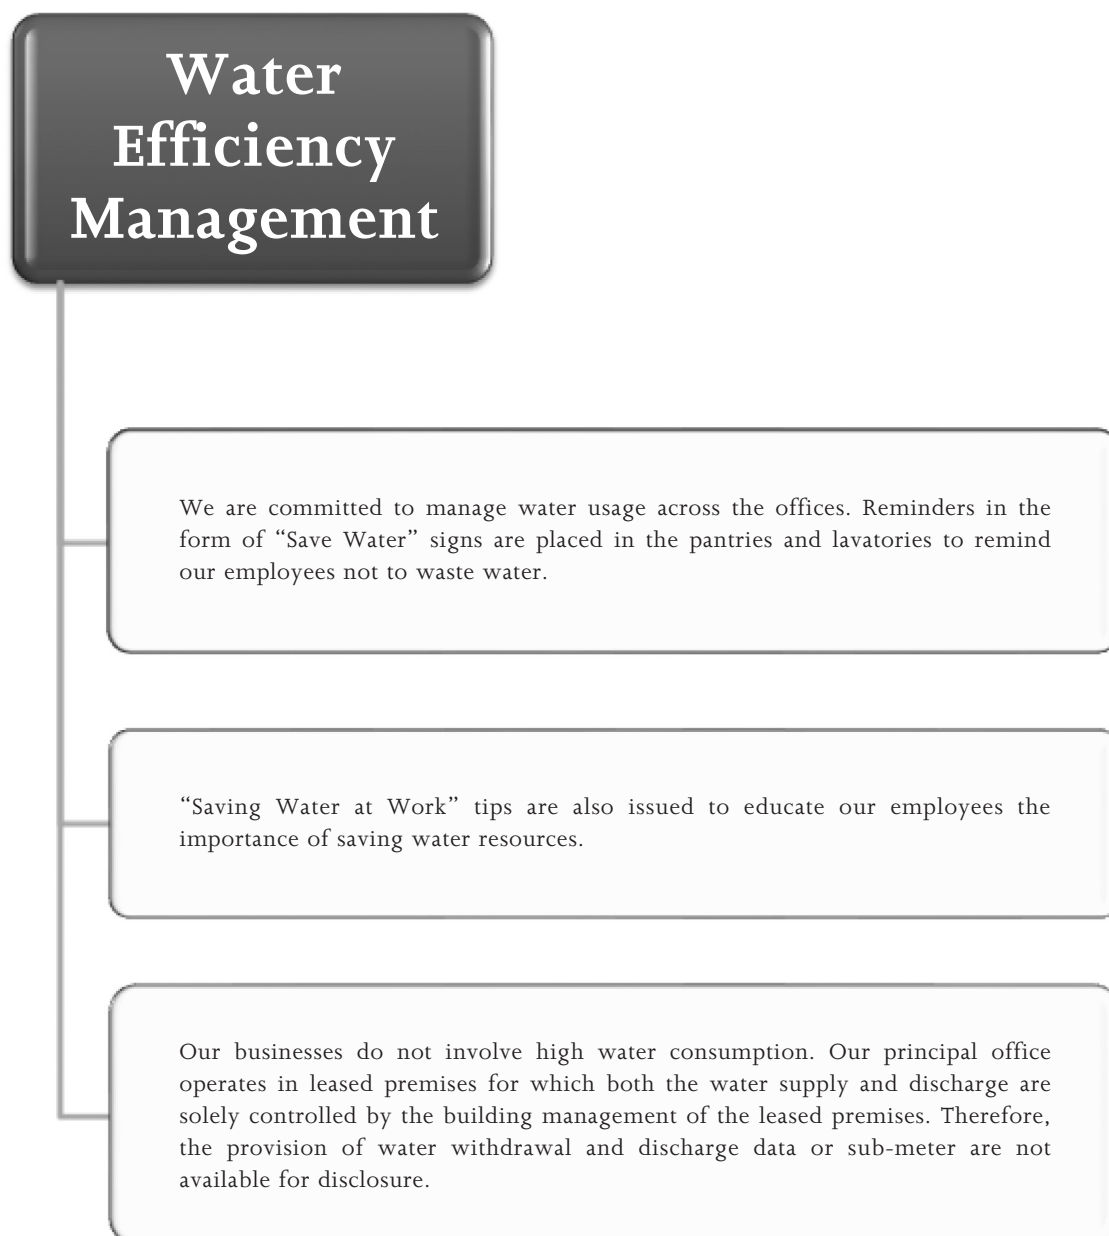 Water
Efficiency
Management
We are committed to manage water usage across the offices. Reminders in the
form of “Save Water” signs are placed in the pantries and lavatories to remind
our employees not to waste water.
“Saving Water at Work” tips are also issued to educate our employees the
importance of saving water resources.
Our businesses do not involve high water consumption. Our principal office
operates in leased premises for which both the water supply and discharge are
solely controlled by the building management of the leased premises. Therefore,
the provision of water withdrawal and discharge data or sub-meter are not
available for disclosure.